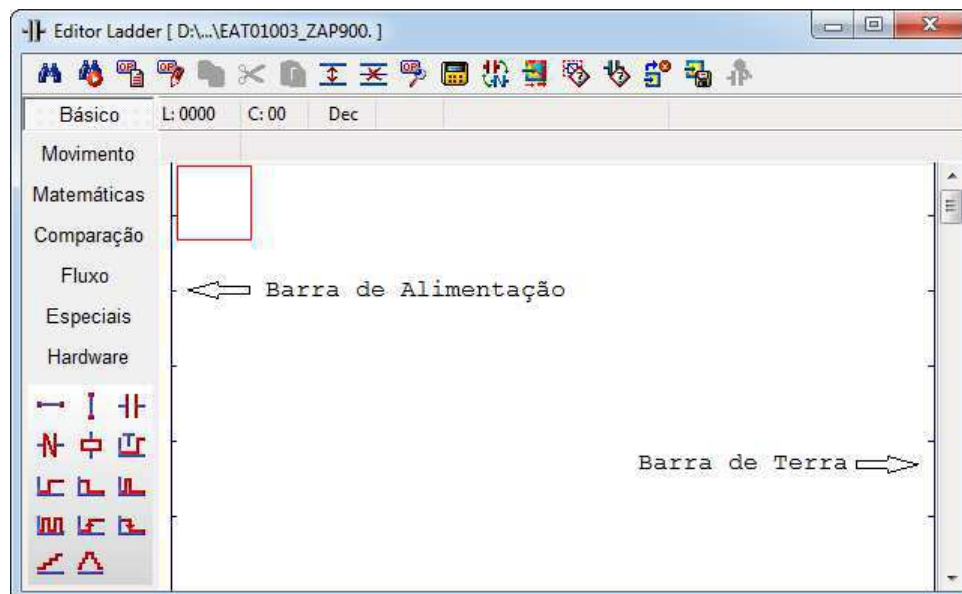 Editor Ladder [ D:\...\EAT01003_ZAP900. ]
Básico L: 0000 C: 00 Dec
Movimento
Matemáticas
Comparação
Fluxo
Barra de Alimentação
Especiais
Hardware
Barra de Terra